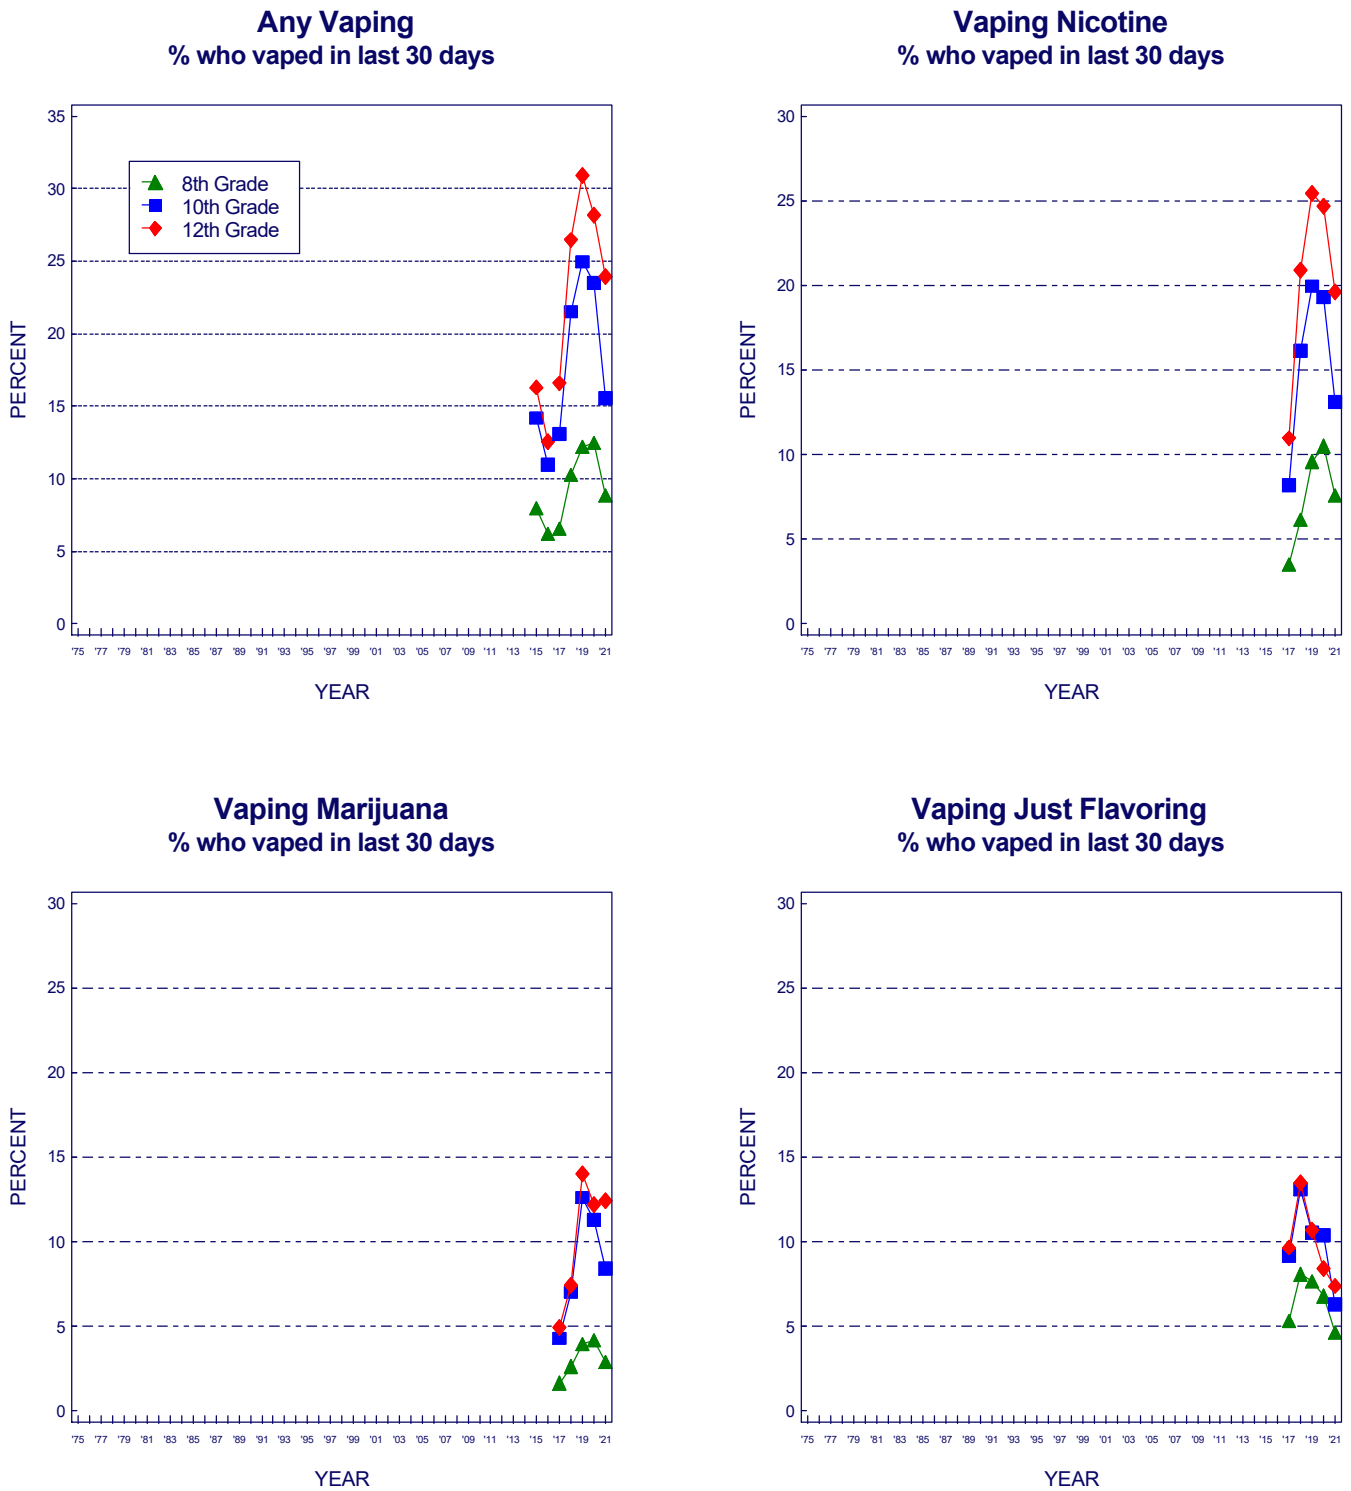 Any Vaping
% who vaped in last 30 days
35
30
25
20
15
10
5
0
PERCENT
8th Grade
10th Grade
12th Grade
'75 '77 '79 '81 '83 '85 '87 '89 '91 '93 '95 '97 '99 '01 '03 '05 '07 '09 '11 '13 '15 '17 '19 '21
YEAR
Vaping Nicotine
% who vaped in last 30 days
30
25
20
15
10
5
0
PERCENT
'75 '77 '79 '81 '83 '85 '87 '89 '91 '93 '95 '97 '99 '01 '03 '05 '07 '09 '11 '13 '15 '17 '19 '21
YEAR
Vaping Marijuana
% who vaped in last 30 days
30
25
20
15
10
5
0
PERCENT
'75 '77 '79 '81 '83 '85 '87 '89 '91 '93 '95 '97 '99 '01 '03 '05 '07 '09 '11 '13 '15 '17 '19 '21
YEAR
Vaping Just Flavoring
% who vaped in last 30 days
30
25
20
15
10
5
0
PERCENT
'75 '77 '79 '81 '83 '85 '87 '89 '91 '93 '95 '97 '99 '01 '03 '05 '07 '09 '11 '13 '15 '17 '19 '21
YEAR